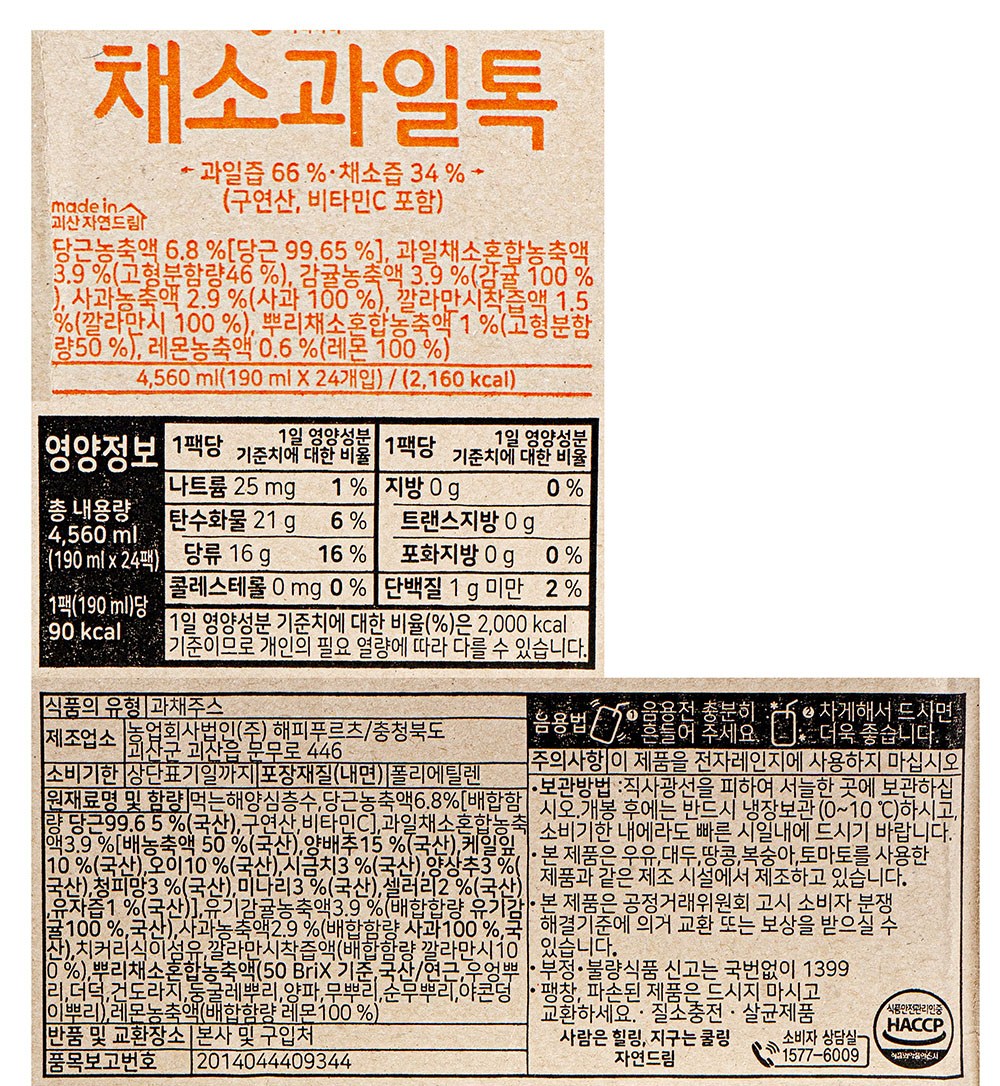 채소과일톡
과일즙 66 %·채소즙 34 %
(구연산, 비타민C 포함)
made in
괴산자연드림
당근농축액 6.8 %[당근 99.65 %], 과일채소혼합농축액
3.9 %(고형분함량46 %), 감귤농축액 3.9 %(감귤 100 %
), 사과농축액 2.9 %(사과 100 %), 깔라만시착즙액 1.5
%(깔라만시 100 %), 뿌리채소혼합농축액 1 %(고형분함
량50 %), 레몬농축액 0.6 %(레몬 100 %)
4,560 ml(190 ml X 24개입) / (2,160 kcal)
영양정보
총 내용량
4,560 ml
(190 ml x 24팩)
1팩(190 ml)당
90 kcal
1팩당 1일 영양성분 기준치에 대한 비율 1팩당 1일 영양성분 기준치에 대한 비율
나트륨 25 mg 1 % 지방 0 g 0 %
탄수화물 21 g 6 % 트랜스지방 0 g
당류 16 g 16 % 포화지방 0 g 0 %
콜레스테롤 0 mg 0 % 단백질 1 g 미만 2 %
1일 영양성분 기준치에 대한 비율(%)은 2,000 kcal
기준이므로 개인의 필요 열량에 따라 다를 수 있습니다.
식품의 유형 과채주스
제조업소 농업회사법인(주) 해피푸르츠/충청북도
괴산군 괴산읍 문무로 446
소비기한 상단표기일까지 포장재질(내면) 폴리에틸렌
원재료명 및 함량 먹는해양심층수,당근농축액6.8%[배합함
량 당근99.6 5 %(국산),구연산,비타민C],과일채소혼합농축
액3.9 %[배농축액 50 %(국산),양배추15 %(국산),케일잎
10 %(국산),오이10 %(국산),시금치3 %(국산),양상추3 %(
국산),청피망3 %(국산),미나리3 %(국산),셀러리2 %(국산)
,유자즙1 %(국산)],유기감귤농축액3.9 %(배합함량 유기감
귤100 %,국산),사과농축액2.9 %(배합함량 사과100 %,국
산),치커리식이섬유,깔라만시착즙액(배합함량 깔라만시10
0 %),뿌리채소혼합농축액(50 BriX 기준,국산/연근,우엉뿌
리,더덕,건도라지,둥굴레뿌리,양파,무뿌리,순무뿌리,야콘덩
이뿌리),레몬농축액(배합함량 레몬100 %)
반품 및 교환장소 본사 및 구입처
품목보고번호 2014044409344
음용법 1 음용전 충분히
흔들어 주세요.
2 차게해서 드시면
더욱 좋습니다.
주의사항 이 제품을 전자레인지에 사용하지 마십시오
·보관방법 :직사광선을 피하여 서늘한 곳에 보관하십
시오.개봉 후에는 반드시 냉장보관(0~10 ℃)하시고,
소비기한 내에라도 빠른 시일내에 드시기 바랍니다.
·본 제품은 우유,대두,땅콩,복숭아,토마토를 사용한
제품과 같은 제조 시설에서 제조하고 있습니다.
·본 제품은 공정거래위원회 고시 소비자 분쟁
해결기준에 의거 교환 또는 보상을 받으실 수
있습니다.
·부정·불량식품 신고는 국번없이 1399
·팽창, 파손된 제품은 드시지 마시고
교환하세요. · 질소충전 · 살균제품
사람은 힐링, 지구는 쿨링
자연드림
소비자 상담실
1577-6009
식품안전관리인증
HACCP
식품의약품안전처